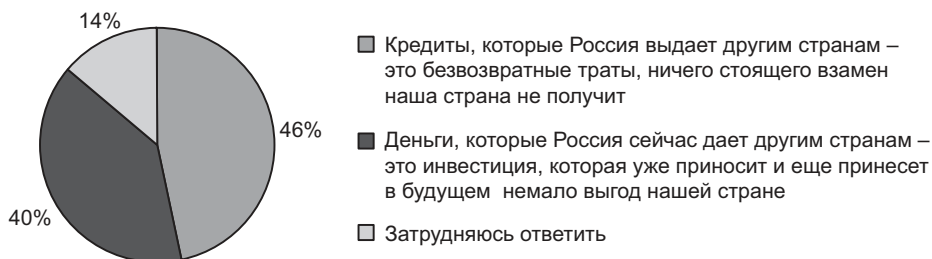 14%
46%
40%
Кредиты, которые Россия выдает другим странам –
это безвозвратные траты, ничего стоящего взамен
наша страна не получит
Деньги, которые Россия сейчас дает другим странам –
это инвестиция, которая уже приносит и еще принесет
в будущем немало выгод нашей стране
Затрудняюсь ответить